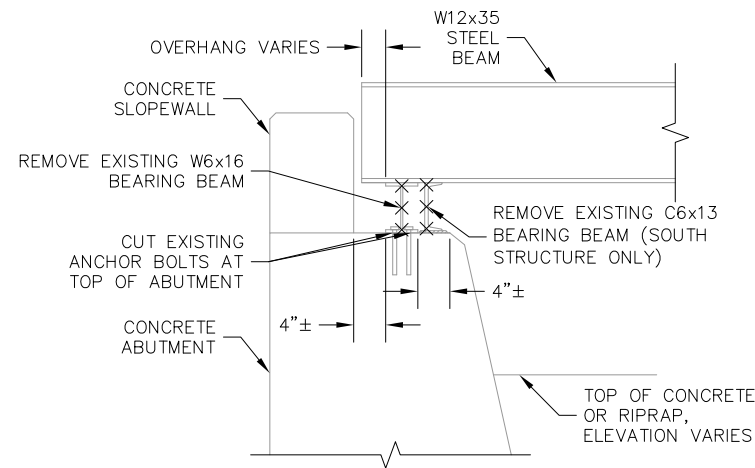 W12x35
STEEL
BEAM
OVERHANG VARIES
CONCRETE
SLOPEWALL
REMOVE EXISTING W6x16
BEARING BEAM
REMOVE EXISTING C6x13
BEARING BEAM (SOUTH
STRUCTURE ONLY)
CUT EXISTING
ANCHOR BOLTS AT
TOP OF ABUTMENT
4"±
4"±
CONCRETE
ABUTMENT
TOP OF CONCRETE
OR RIPRAP,
ELEVATION VARIES